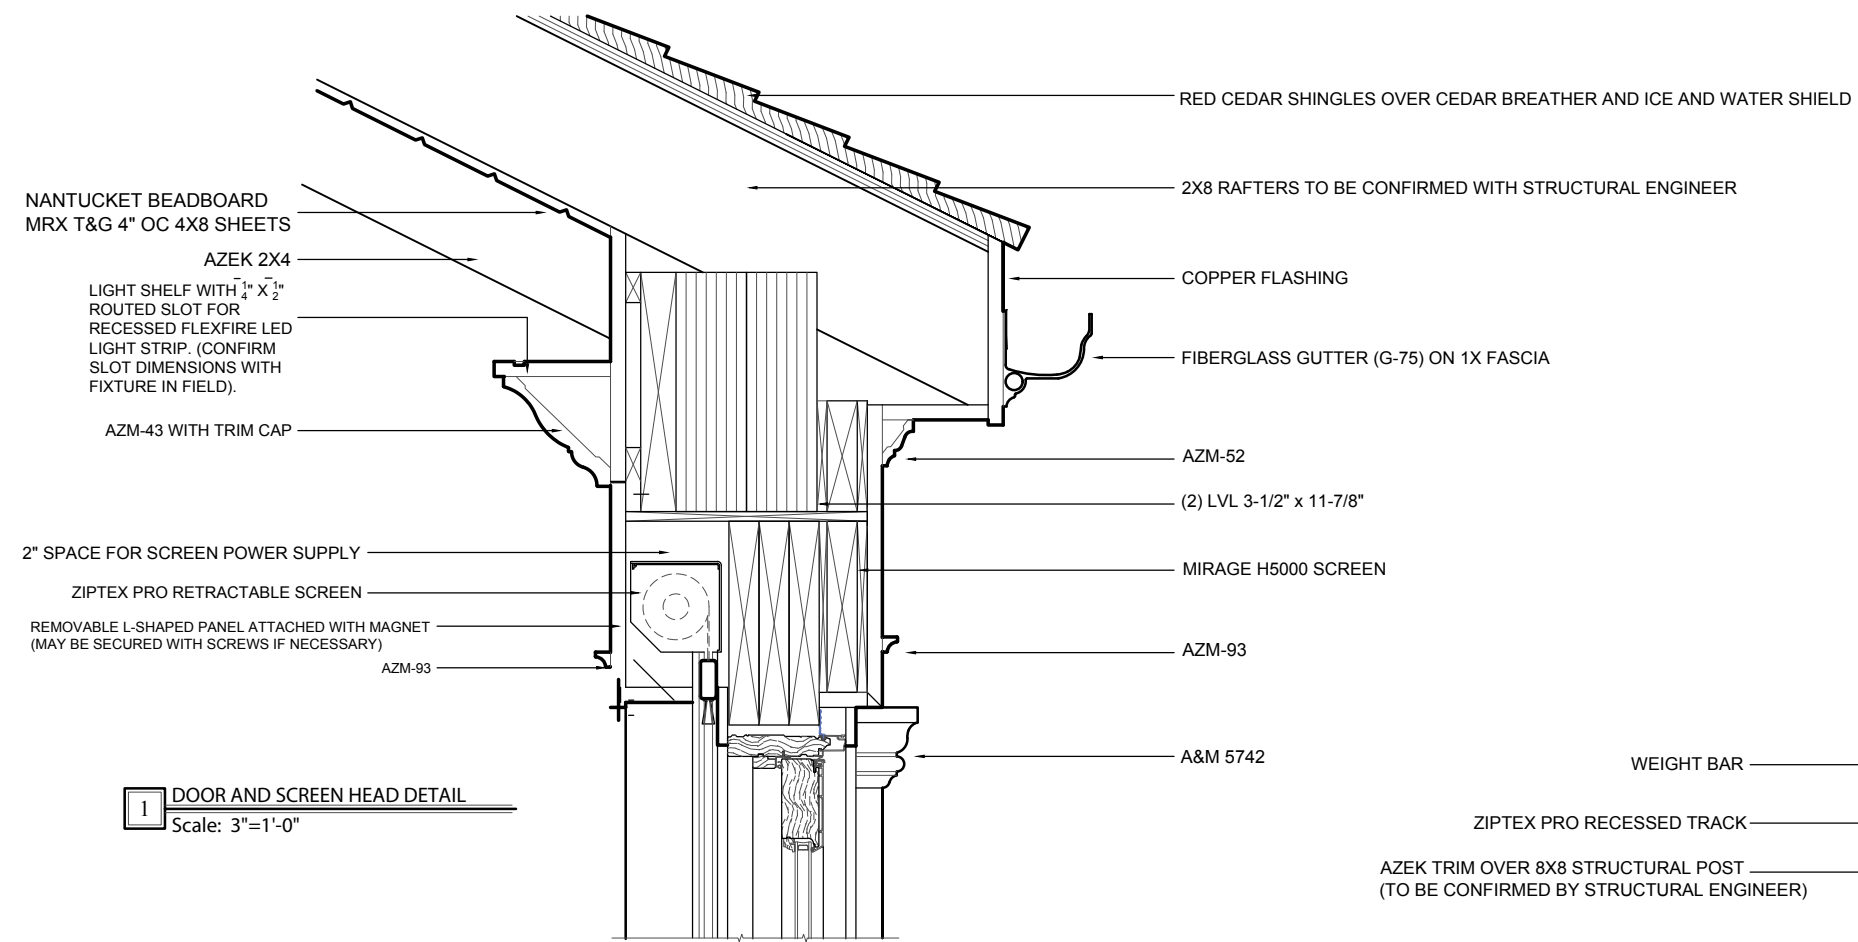 RED CEDAR SHINGLES OVER CEDAR BREATHER AND ICE AND WATER SHIELD
2X8 RAFTERS TO BE CONFIRMED WITH STRUCTURAL ENGINEER
COPPER FLASHING
FIBERGLASS GUTTER (G-75) ON 1X FASCIA
AZM-52
(2) LVL 3-1/2" x 11-7/8"
MIRAGE H5000 SCREEN
AZM-93
A&M 5742
NANTUCKET BEADBOARD
MRX T&G 4" OC 4X8 SHEETS
AZEK 2X4
LIGHT SHELF WITH 1/4" X 1/2"
ROUTED SLOT FOR
RECESSED FLEXFIRE LED
LIGHT STRIP. (CONFIRM
SLOT DIMENSIONS WITH
FIXTURE IN FIELD).
AZM-43 WITH TRIM CAP
2" SPACE FOR SCREEN POWER SUPPLY
ZIPTEX PRO RETRACTABLE SCREEN
REMOVABLE L-SHAPED PANEL ATTACHED WITH MAGNET
(MAY BE SECURED WITH SCREWS IF NECESSARY)
AZM-93
1 DOOR AND SCREEN HEAD DETAIL
Scale: 3"=1'-0"
WEIGHT BAR
ZIPTEX PRO RECESSED TRACK
AZEK TRIM OVER 8X8 STRUCTURAL POST
(TO BE CONFIRMED BY STRUCTURAL ENGINEER)